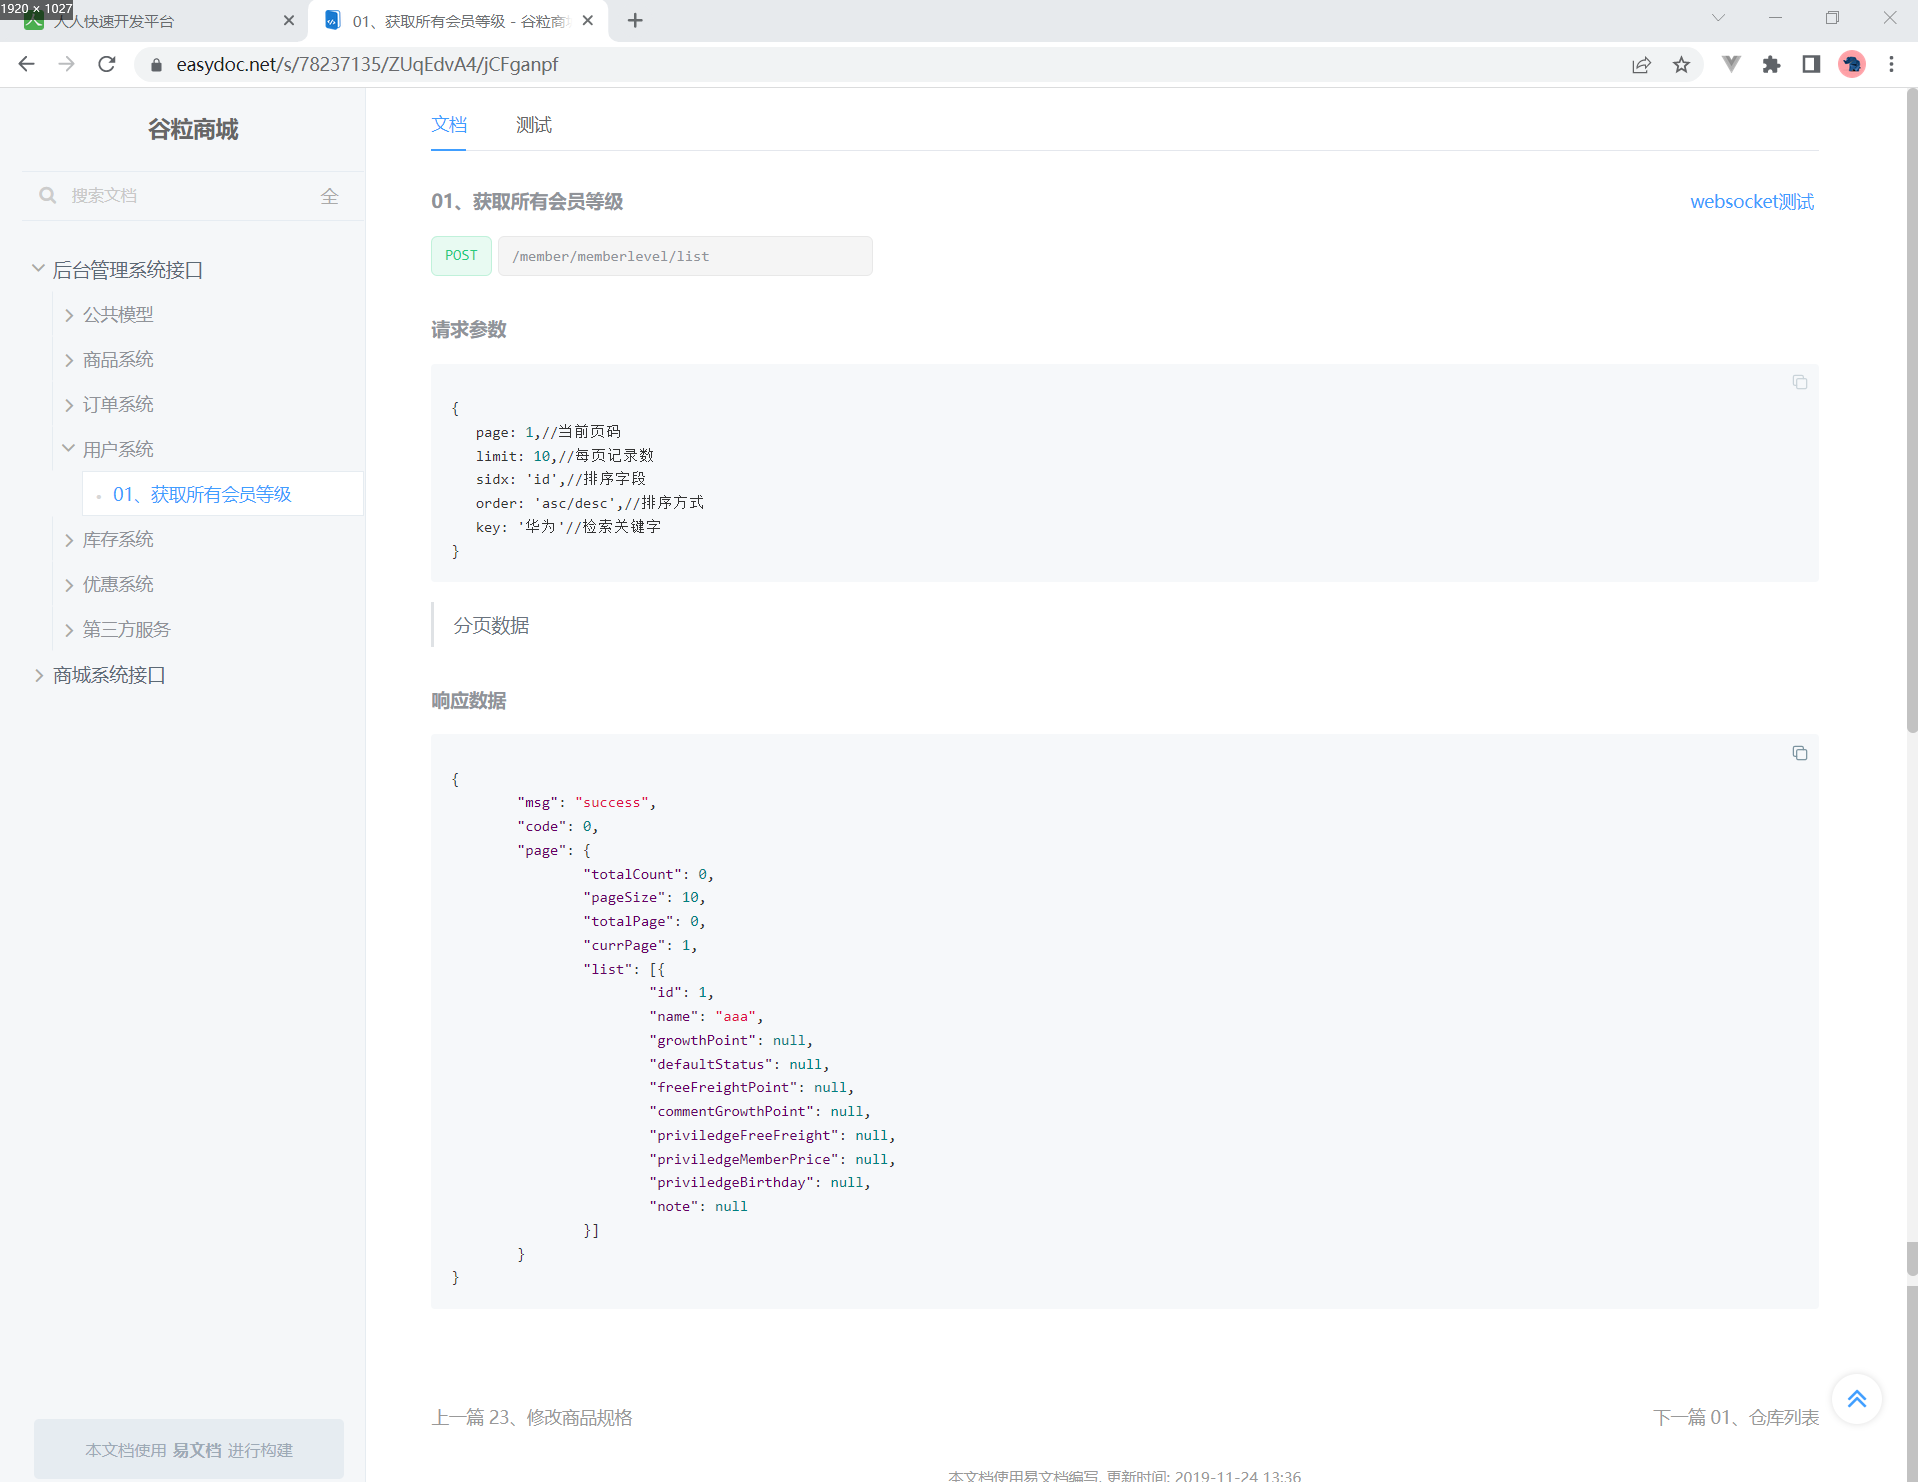 1920 × 1027
人人快速开发平台
01、获取所有会员等级 - 谷粒商
easydoc.net/s/78237135/ZUqEdvA4/jCFganpf
谷粒商城
搜索文档
全
后台管理系统接口
公共模型
商品系统
订单系统
用户系统
01、获取所有会员等级
库存系统
优惠系统
第三方服务
商城系统接口
本文档使用 易文档 进行构建
文档 测试
01、获取所有会员等级
websocket测试
POST /member/memberlevel/list
请求参数
{
page: 1,//当前页码
limit: 10,//每页记录数
sidx: 'id',//排序字段
order: 'asc/desc',//排序方式
key: '华为'//检索关键字
}
分页数据
响应数据
{
"msg": "success",
"code": 0,
"page": {
"totalCount": 0,
"pageSize": 10,
"totalPage": 0,
"currPage": 1,
"list": [{
"id": 1,
"name": "aaa",
"growthPoint": null,
"defaultStatus": null,
"freeFreightPoint": null,
"commentGrowthPoint": null,
"priviledgeFreeFreight": null,
"priviledgeMemberPrice": null,
"priviledgeBirthday": null,
"note": null
}]
}
}
上一篇 23、修改商品规格
下一篇 01、仓库列表
本文档使用易文档编写, 更新时间: 2019-11-24 13:36